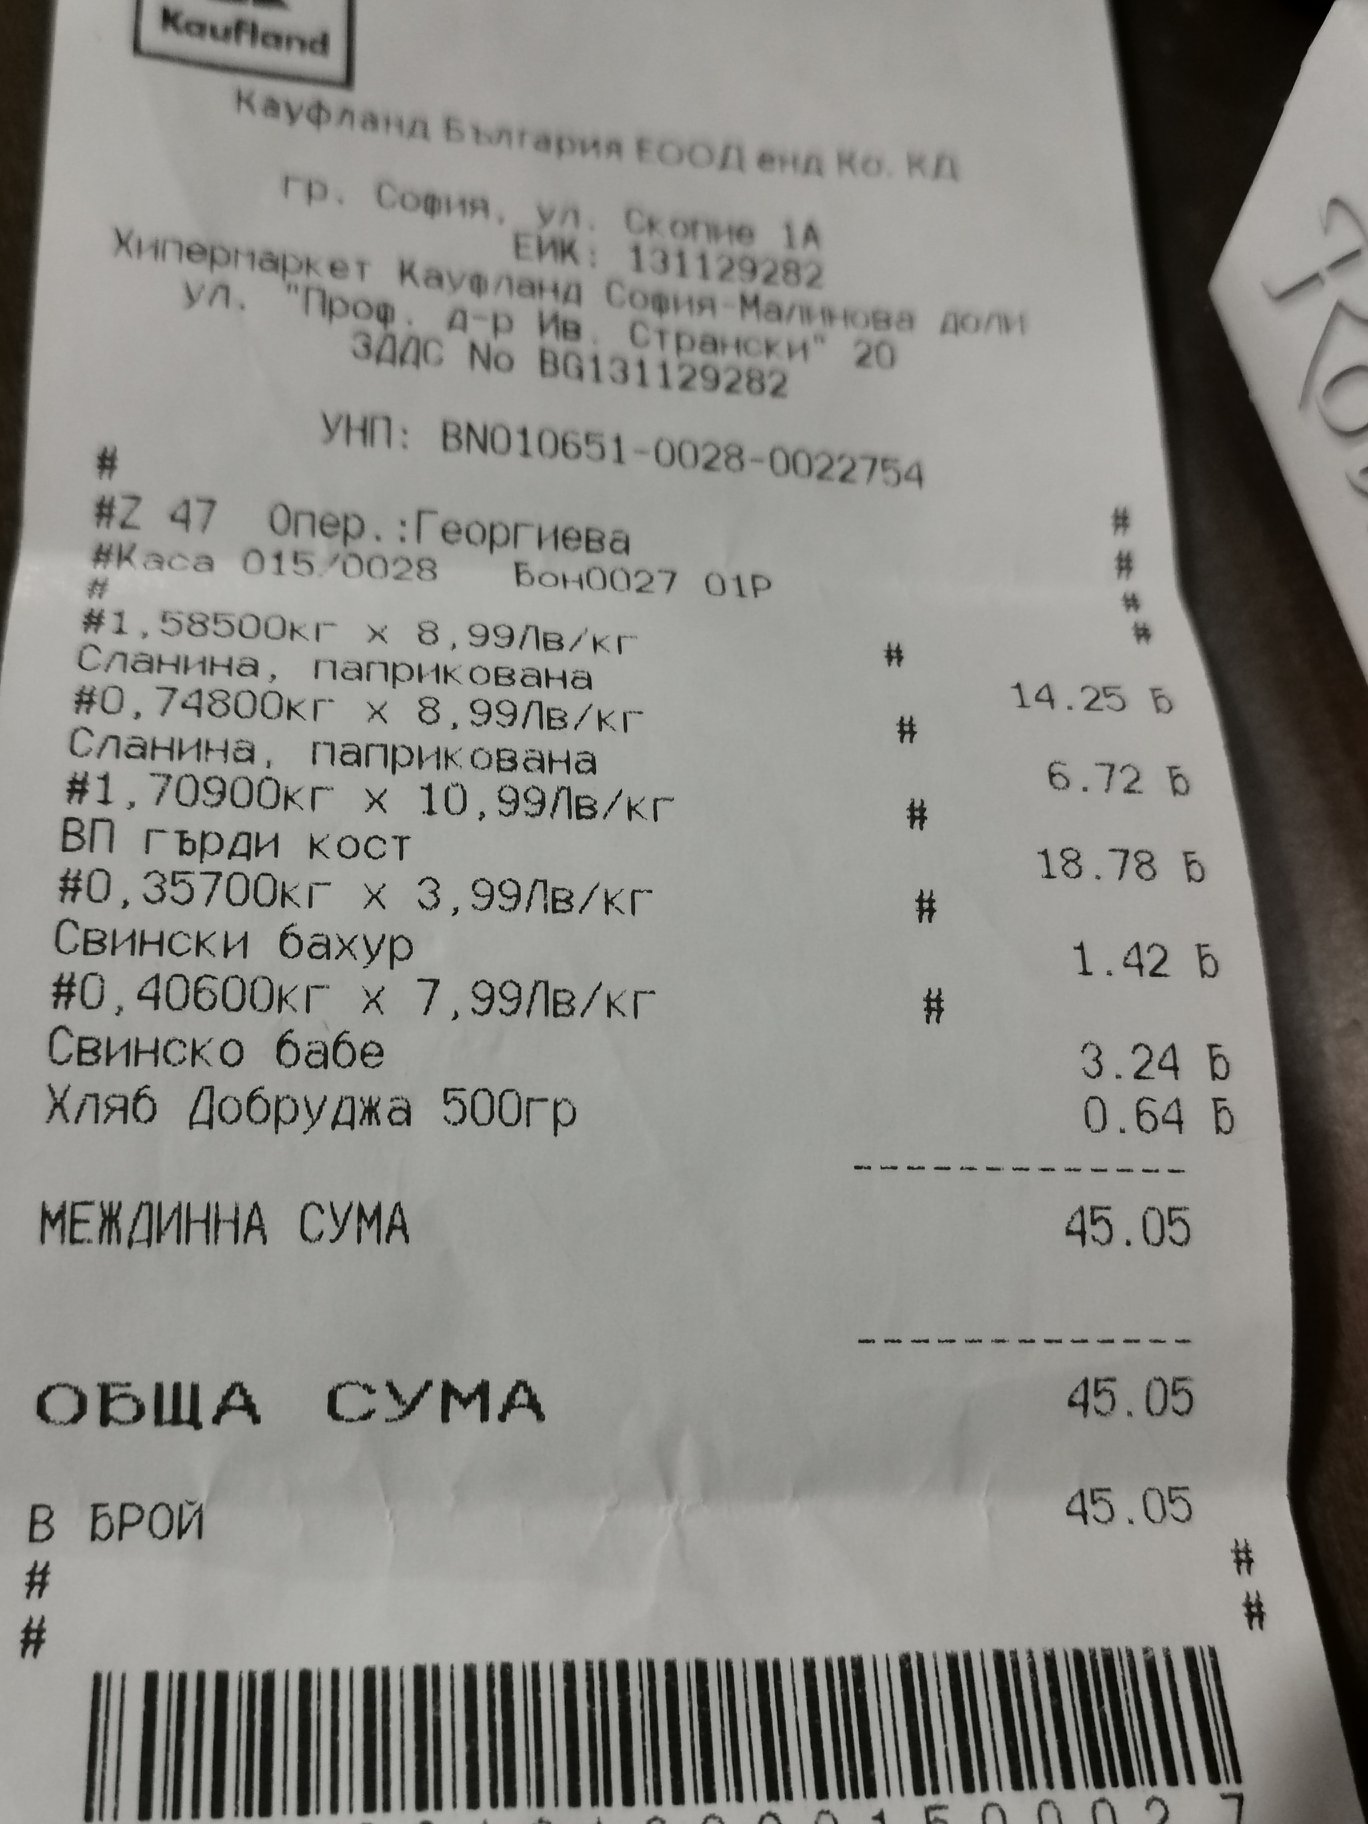 Kaufland
Кауфланд България ЕООД енд Ко. КД
гр. София, ул. Скопие 1А
ЕИК: 131129282
Хипермаркет Кауфланд София-Малинова доли
ул. "Проф. д-р Ив. Странски" 20
ЗДДС No BG131129282
УНП: BN010651-0028-0022754
#
#Z 47 Опер.:Георгиева #
#Каса 015/0028 Бон0027 01Р #
# #
#1,58500кг x 8,99Лв/кг # #
Сланина, паприкована 14.25 Б
#0,74800кг x 8,99Лв/кг #
Сланина, паприкована 6.72 Б
#1,70900кг x 10,99Лв/кг #
ВП гърди кост 18.78 Б
#0,35700кг x 3,99Лв/кг #
Свински бахур 1.42 Б
#0,40600кг x 7,99Лв/кг #
Свинско бабе 3.24 Б
Хляб Добруджа 500гр 0.64 Б
-------------
МЕЖДИННА СУМА 45.05
-------------
ОБЩА СУМА 45.05
В БРОЙ 45.05
# #
# #